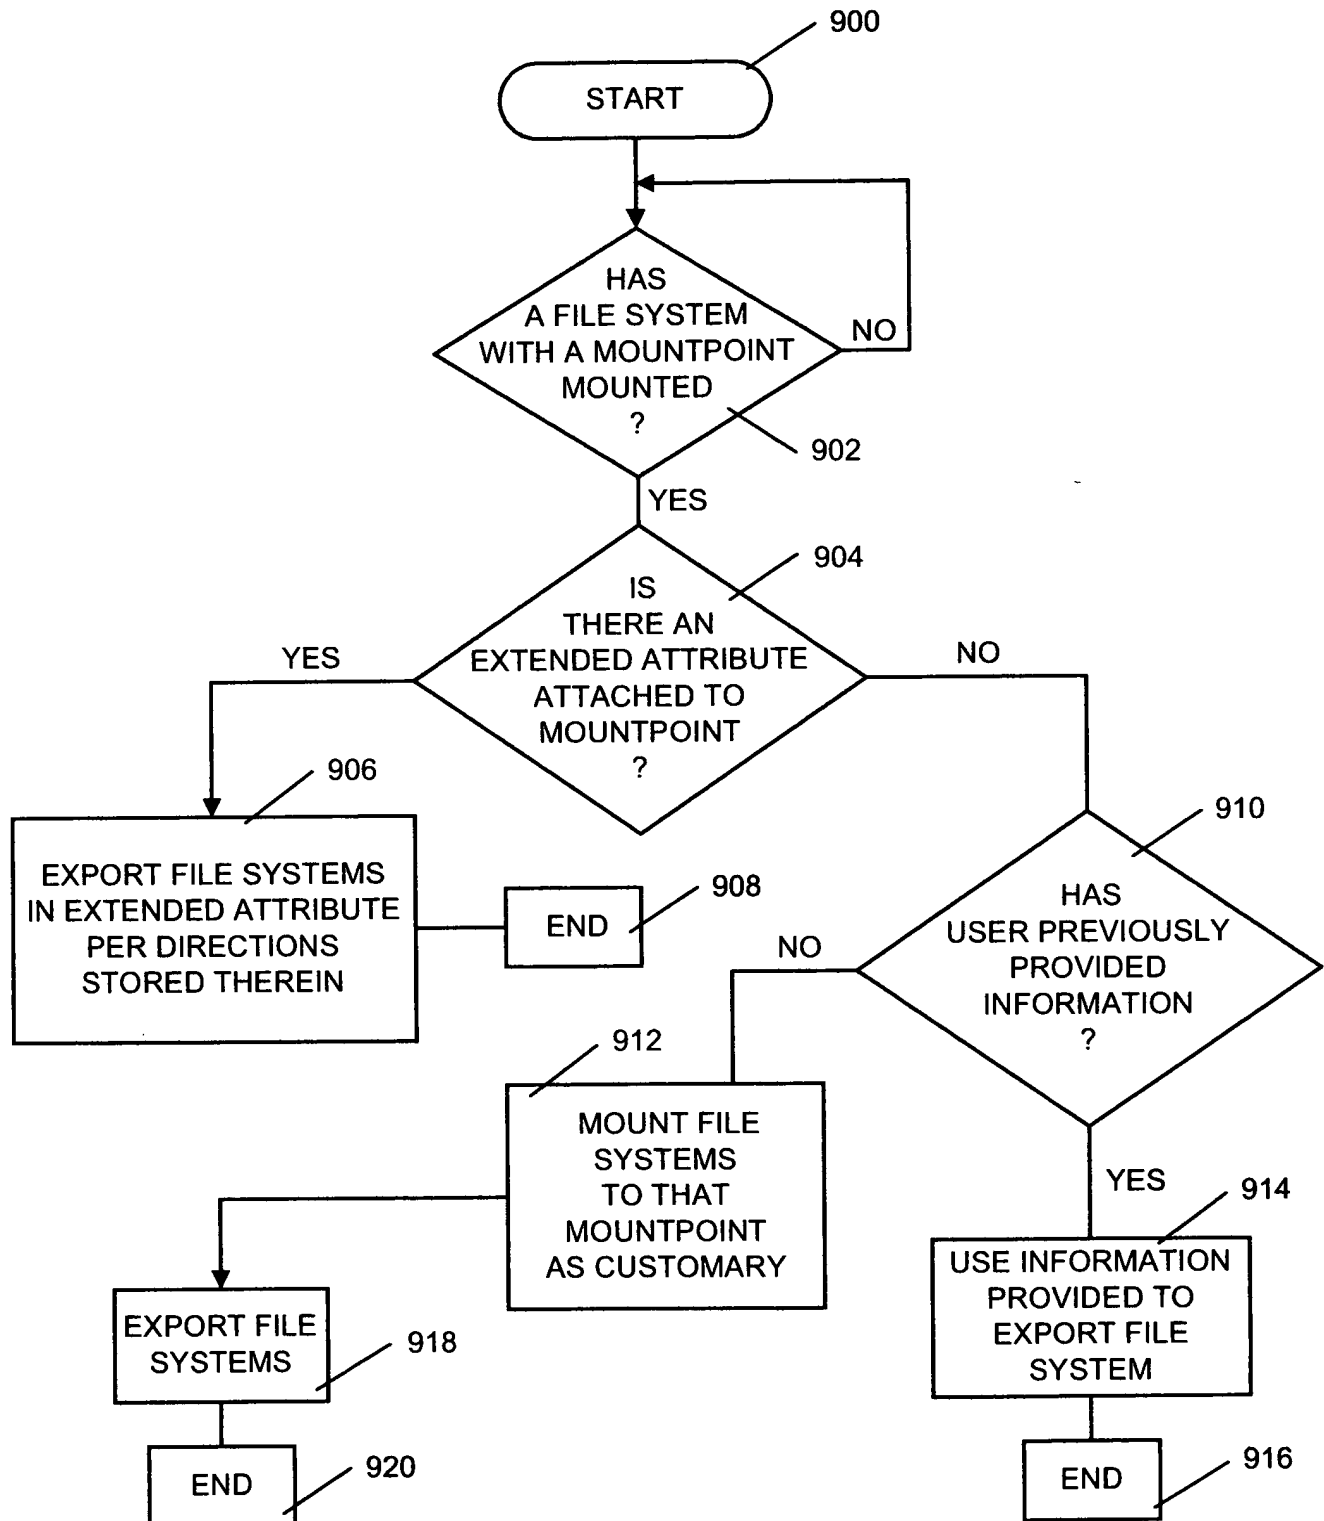 900
START
HAS
A FILE SYSTEM
WITH A MOUNTPOINT
MOUNTED
?
NO
902
YES
904
IS
THERE AN
EXTENDED ATTRIBUTE
ATTACHED TO
MOUNTPOINT
?
YES
NO
906
EXPORT FILE SYSTEMS
IN EXTENDED ATTRIBUTE
PER DIRECTIONS
STORED THEREIN
908
END
910
HAS
USER PREVIOUSLY
PROVIDED
INFORMATION
?
NO
912
MOUNT FILE
SYSTEMS
TO THAT
MOUNTPOINT
AS CUSTOMARY
YES
914
USE INFORMATION
PROVIDED TO
EXPORT FILE
SYSTEM
EXPORT FILE
SYSTEMS
918
END
920
END
916